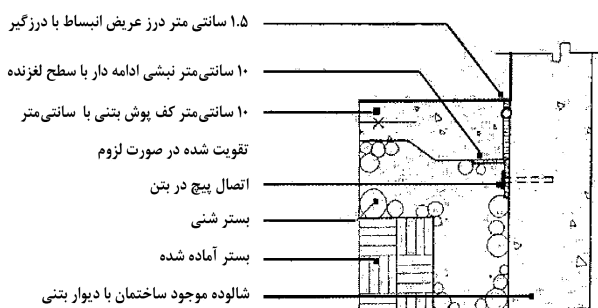 ۱.۵ سانتی متر درز عریض انبساط با درزگیر
۱۰ سانتی‌متر نبشی ادامه دار با سطح لغزنده
۱۰ سانتی‌متر کف پوش بتنی با سانتی‌متر
تقویت شده در صورت لزوم
اتصال پیچ در بتن
بستر شنی
بستر آماده شده
شالوده موجود ساختمان با دیوار بتنی